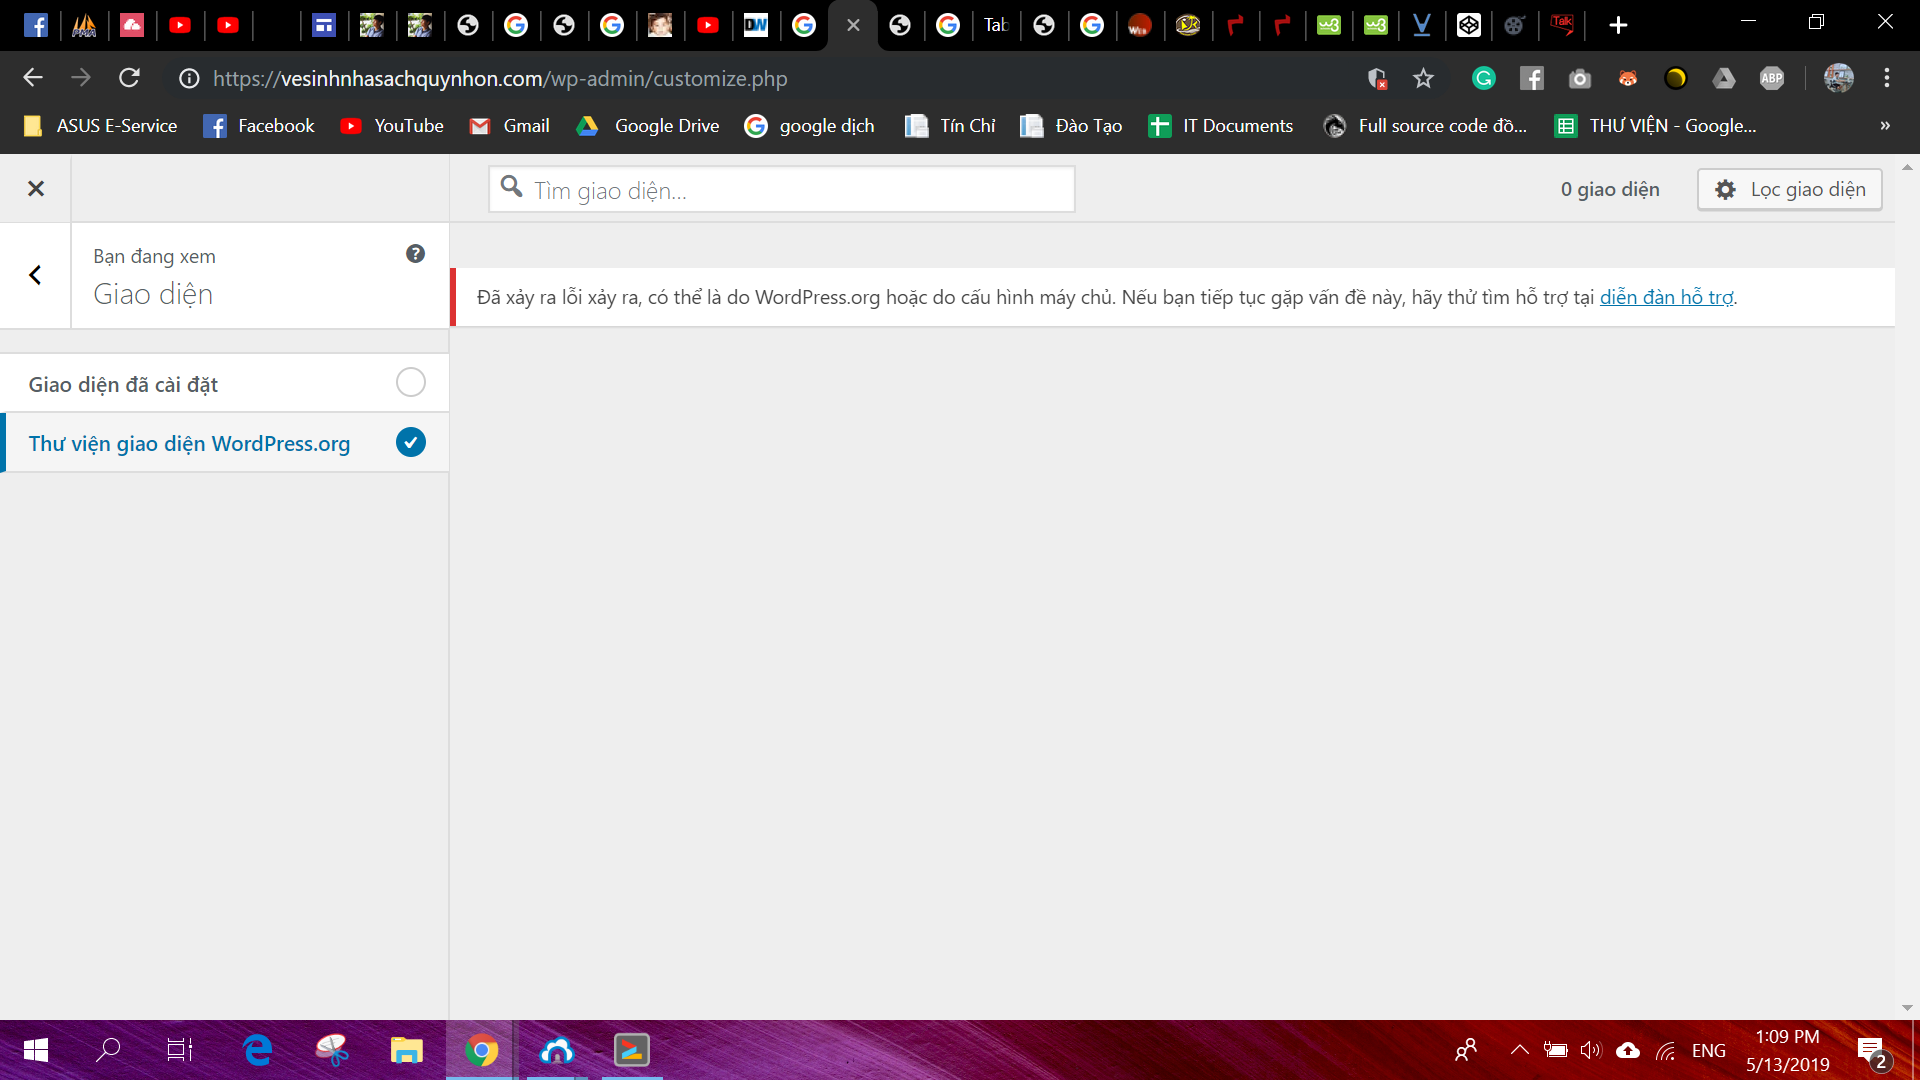 Tab
https://vesinhnhasachquynhon.com/wp-admin/customize.php
ABP
ASUS E-Service
Facebook
YouTube
Gmail
Google Drive
google dịch
Tín Chỉ
Đào Tạo
IT Documents
Full source code đồ...
THƯ VIỆN - Google...
»
Tìm giao diện...
0 giao diện
Lọc giao diện
Bạn đang xem
Giao diện
Đã xảy ra lỗi xảy ra, có thể là do WordPress.org hoặc do cấu hình máy chủ. Nếu bạn tiếp tục gặp vấn đề này, hãy thử tìm hỗ trợ tại diễn đàn hỗ trợ.
Giao diện đã cài đặt
Thư viện giao diện WordPress.org
ENG
1:09 PM
5/13/2019
2